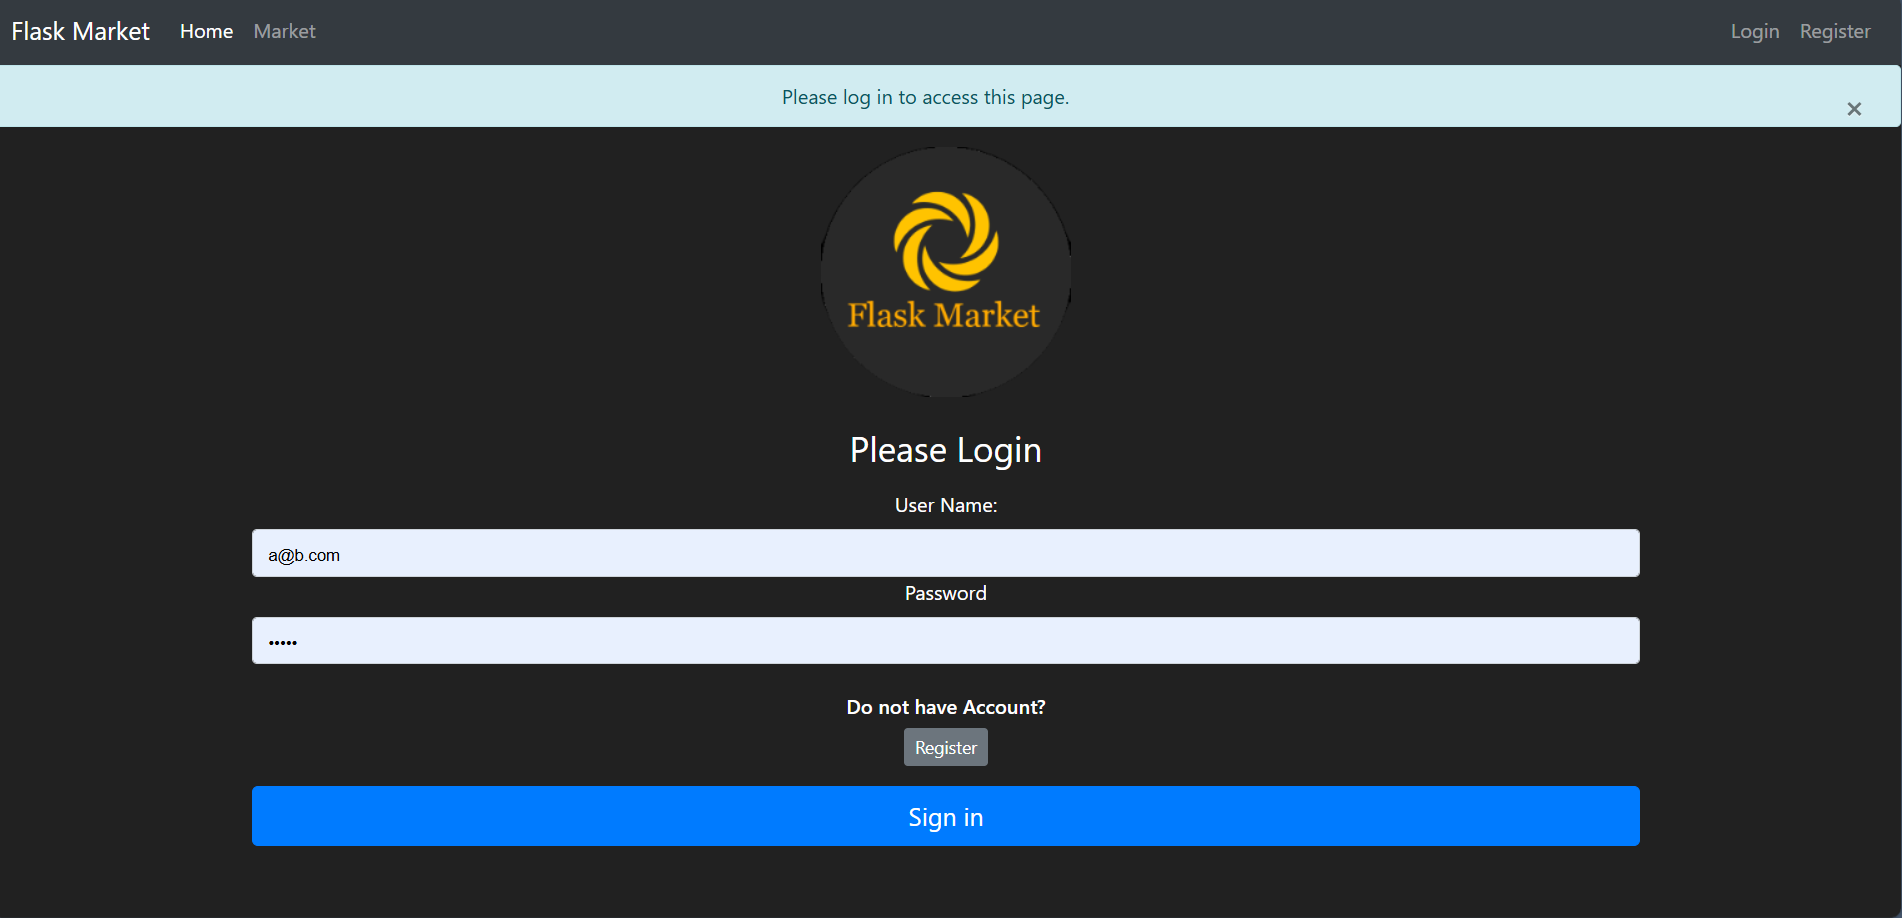 Flask Market Home Market Login Register
Please log in to access this page.
×
Flask Market
Please Login
User Name:
a@b.com
Password
•••••
Do not have Account?
Register
Sign in